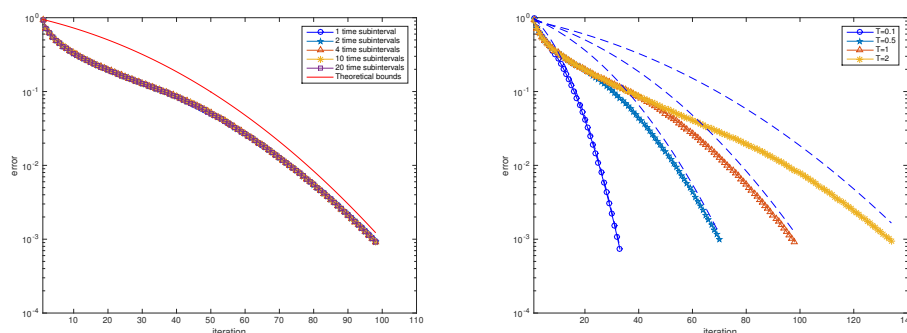 10^0
10^-1
10^-2
10^-3
10^-4
error
10 20 30 40 50 60 70 80 90 100 110
iteration
1 time subinterval
2 time subintervals
4 time subintervals
10 time subintervals
20 time subintervals
Theoretical bounds
10^0
10^-1
10^-2
10^-3
10^-4
error
20 40 60 80 100 120 140
iteration
T=0.1
T=0.5
T=1
T=2